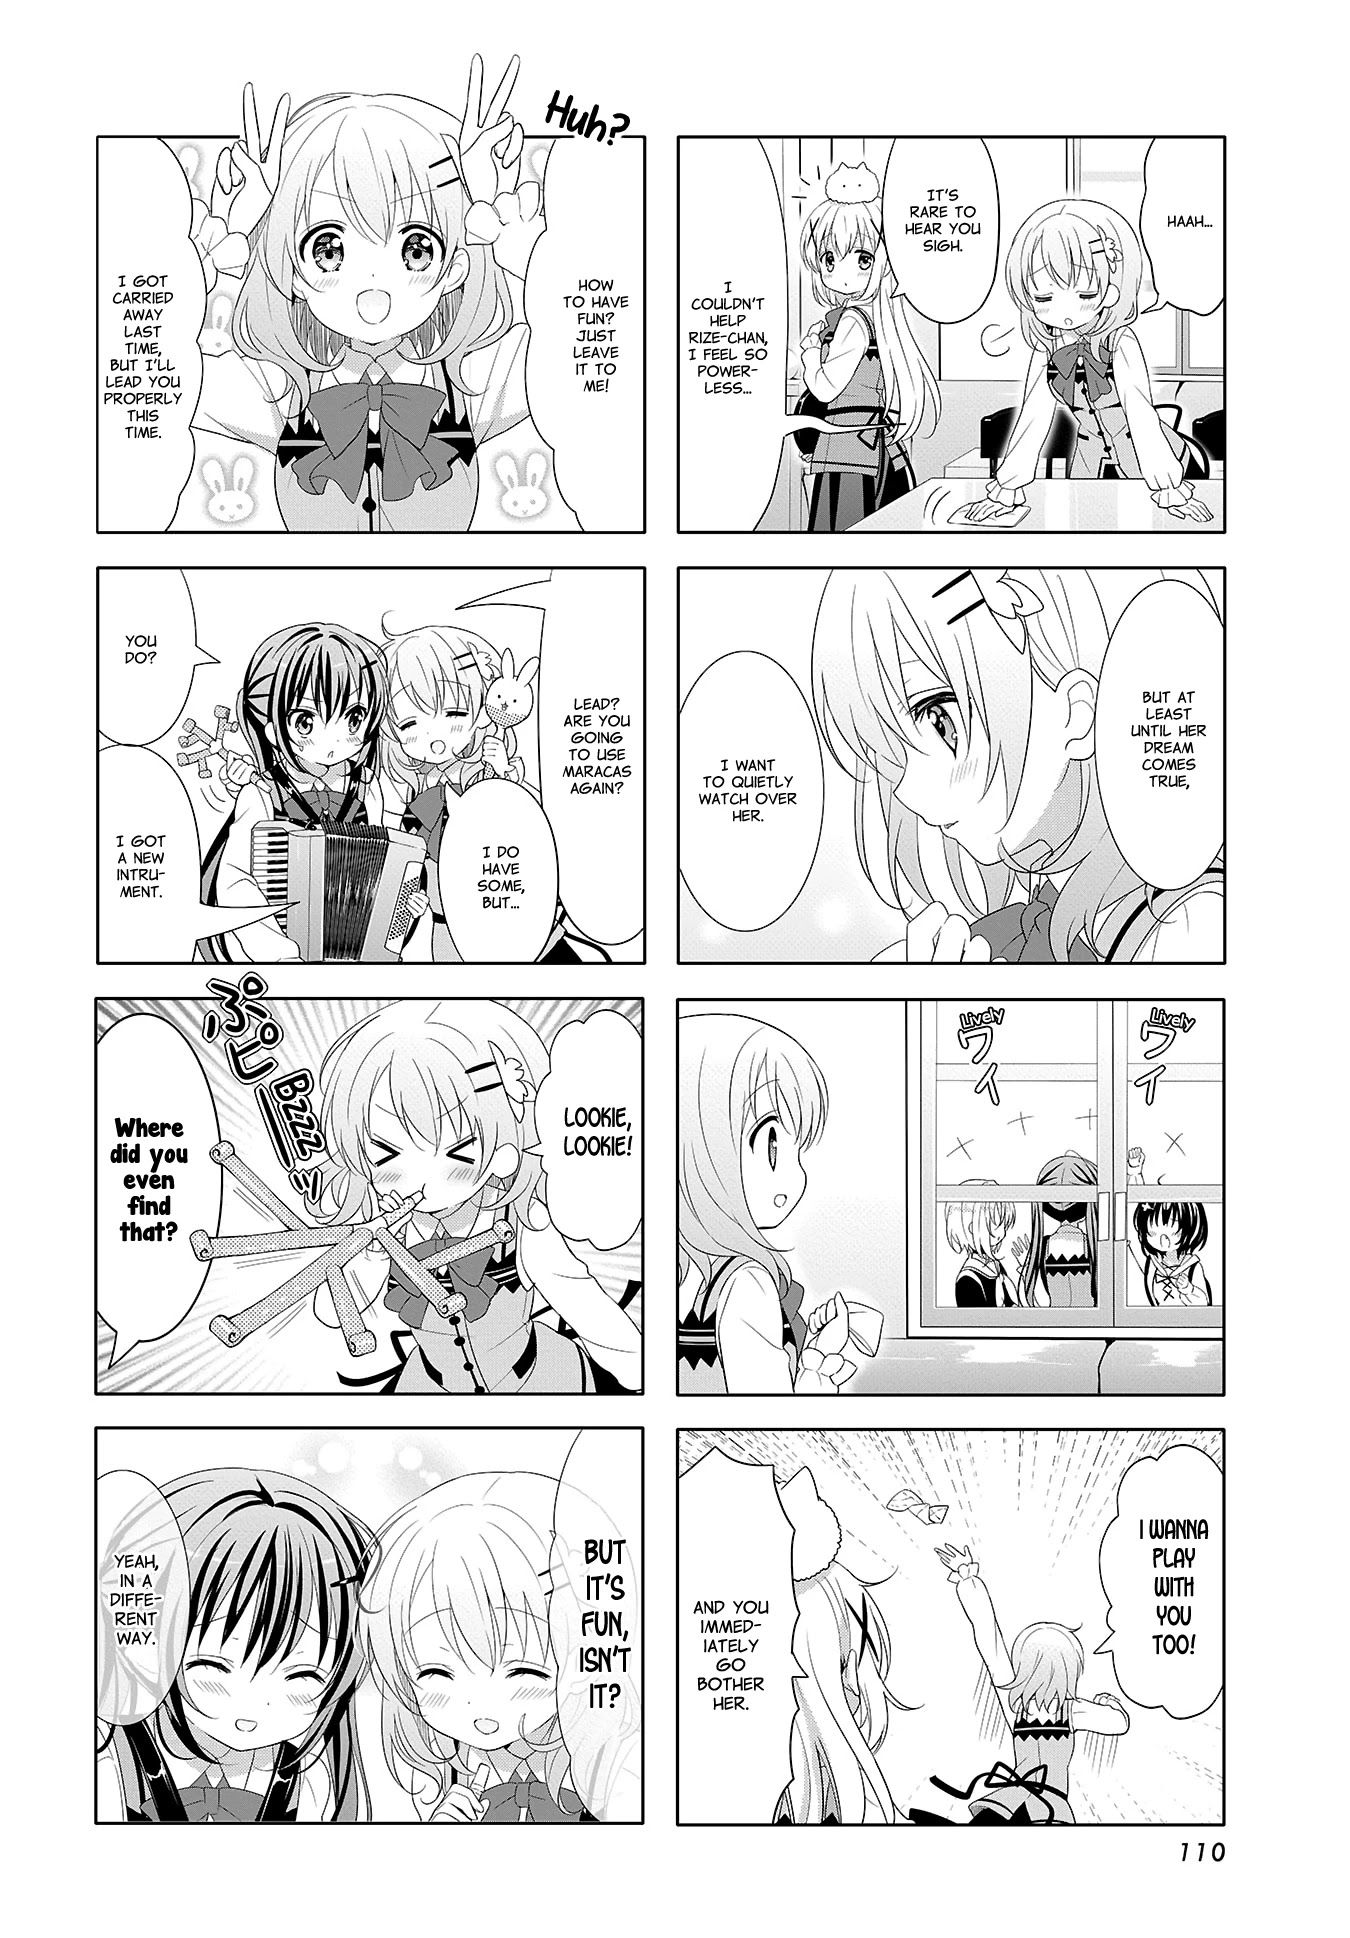 HAAH...
IT'S
RARE TO
HEAR YOU
SIGH.
I
COULDN'T
HELP
RIZE-CHAN,
I FEEL SO
POWER-
LESS...
BUT AT
LEAST
UNTIL HER
DREAM
COMES
TRUE,
I WANT
TO QUIETLY
WATCH OVER
HER.
Lively
ワイ
Lively
ワイ
I WANNA
PLAY
WITH
YOU
TOO!
AND YOU
IMMED-
IATELY
GO
BOTHER
HER.
Huh?
HOW
TO HAVE
FUN?
JUST
LEAVE
IT TO
ME!
I GOT
CARRIED
AWAY
LAST
TIME,
BUT I'LL
LEAD YOU
PROPERLY
THIS
TIME.
LEAD?
ARE YOU
GOING
TO USE
MARACAS
AGAIN?
I DO
HAVE
SOME,
BUT...
YOU
DO?
I GOT
A NEW
INTRU-
MENT.
LOOKIE,
LOOKIE!
ぷピーッ
Bzzzz
Where
did you
even
find
that?
BUT
IT'S
FUN,
ISN'T
IT?
YEAH,
IN A
DIFFE-
RENT
WAY.
110